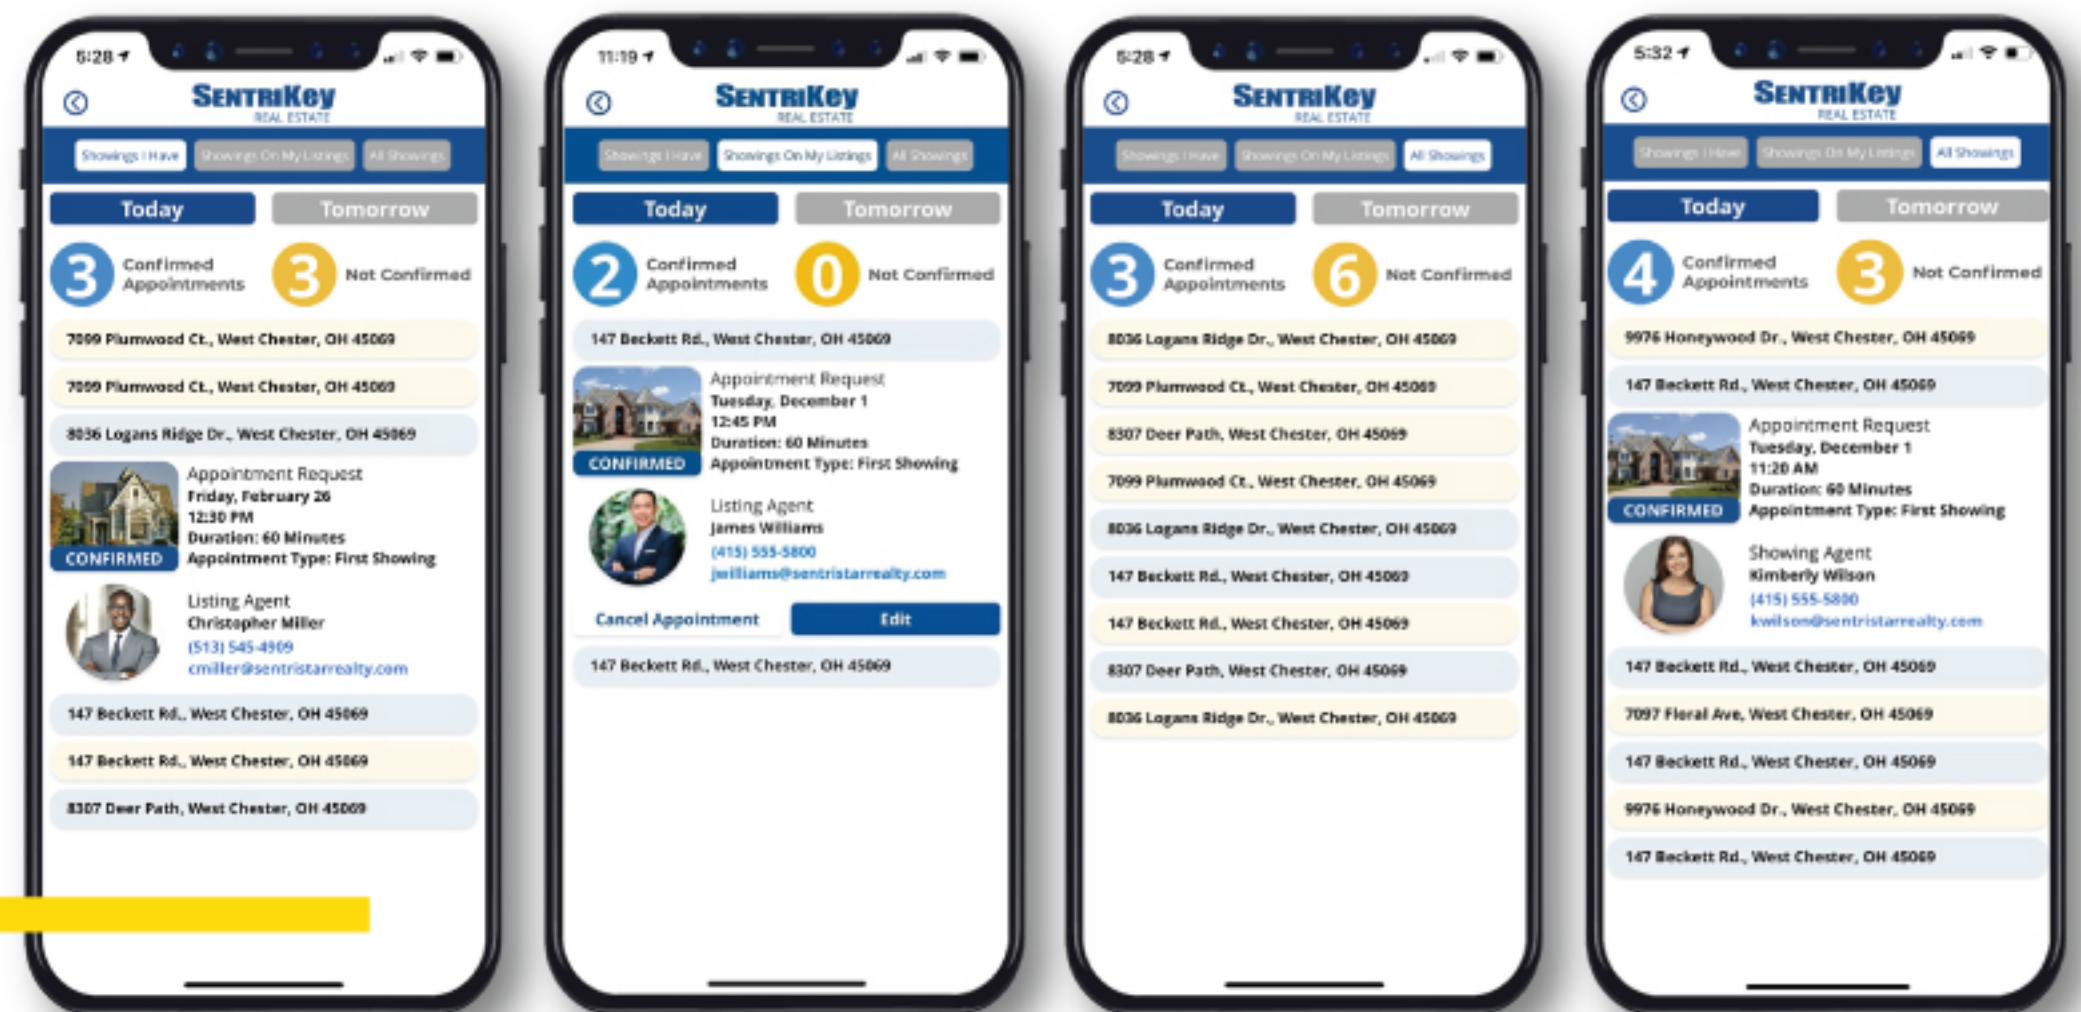 5:28
SENTRIKEY
REAL ESTATE
Showings I Have
Showings On My Listings
All Showings
Today
Tomorrow
3
Confirmed
Appointments
3
Not Confirmed
7099 Plumwood Ct., West Chester, OH 45069
7099 Plumwood Ct., West Chester, OH 45069
8036 Logans Ridge Dr., West Chester, OH 45069
CONFIRMED
Appointment Request
Friday, February 26
12:30 PM
Duration: 60 Minutes
Appointment Type: First Showing
Listing Agent
Christopher Miller
(513) 545-4909
cmiller@sentristarrealty.com
147 Beckett Rd., West Chester, OH 45069
147 Beckett Rd., West Chester, OH 45069
8307 Deer Path, West Chester, OH 45069
11:19
SENTRIKEY
REAL ESTATE
Showings I Have
Showings On My Listings
All Showings
Today
Tomorrow
2
Confirmed
Appointments
0
Not Confirmed
147 Beckett Rd., West Chester, OH 45069
CONFIRMED
Appointment Request
Tuesday, December 1
12:45 PM
Duration: 60 Minutes
Appointment Type: First Showing
Listing Agent
James Williams
(415) 555-5800
jwilliams@sentristarrealty.com
Cancel Appointment
Edit
147 Beckett Rd., West Chester, OH 45069
5:28
SENTRIKEY
REAL ESTATE
Showings I Have
Showings On My Listings
All Showings
Today
Tomorrow
3
Confirmed
Appointments
6
Not Confirmed
8036 Logans Ridge Dr., West Chester, OH 45069
7099 Plumwood Ct., West Chester, OH 45069
8307 Deer Path, West Chester, OH 45069
7099 Plumwood Ct., West Chester, OH 45069
8036 Logans Ridge Dr., West Chester, OH 45069
147 Beckett Rd., West Chester, OH 45069
147 Beckett Rd., West Chester, OH 45069
8307 Deer Path, West Chester, OH 45069
8036 Logans Ridge Dr., West Chester, OH 45069
5:32
SENTRIKEY
REAL ESTATE
Showings I Have
Showings On My Listings
All Showings
Today
Tomorrow
4
Confirmed
Appointments
3
Not Confirmed
9976 Honeywood Dr., West Chester, OH 45069
147 Beckett Rd., West Chester, OH 45069
CONFIRMED
Appointment Request
Tuesday, December 1
11:20 AM
Duration: 60 Minutes
Appointment Type: First Showing
Showing Agent
Kimberly Wilson
(415) 555-5800
kwilson@sentristarrealty.com
147 Beckett Rd., West Chester, OH 45069
7097 Floral Ave, West Chester, OH 45069
147 Beckett Rd., West Chester, OH 45069
9976 Honeywood Dr., West Chester, OH 45069
147 Beckett Rd., West Chester, OH 45069